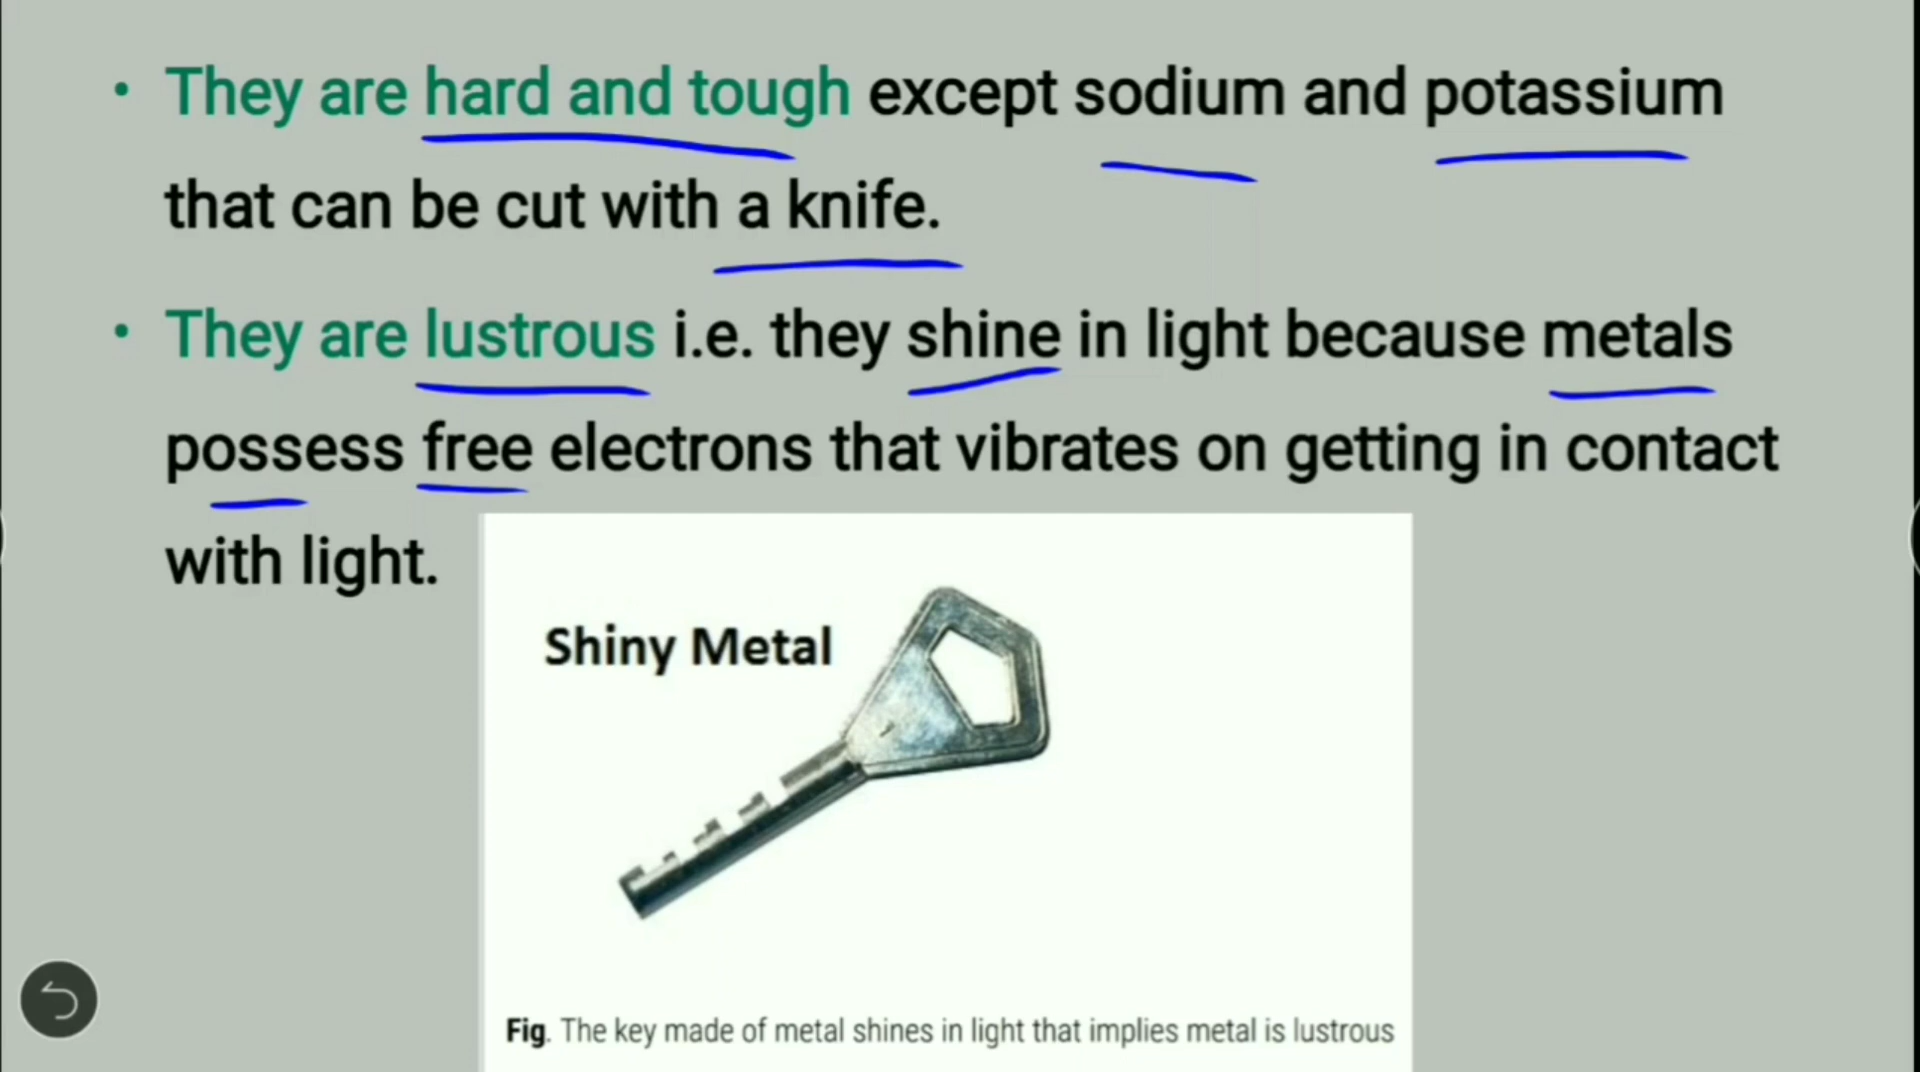 • They are hard and tough except sodium and potassium
that can be cut with a knife.
• They are lustrous i.e. they shine in light because metals
possess free electrons that vibrates on getting in contact
with light.
Shiny Metal
Fig. The key made of metal shines in light that implies metal is lustrous